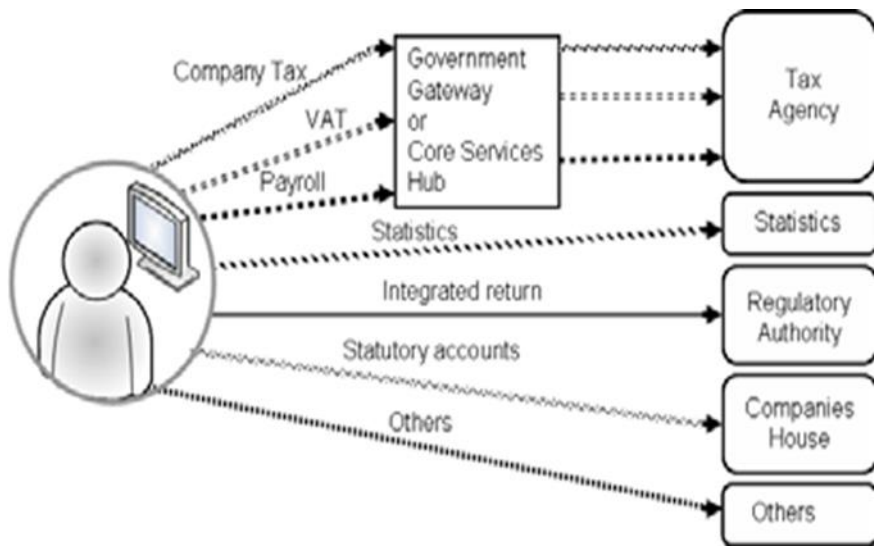 Company Tax
VAT
Payroll
Government
Gateway
or
Core Services
Hub
Tax
Agency
Statistics
Statistics
Integrated return
Regulatory
Authority
Statutory accounts
Companies
House
Others
Others